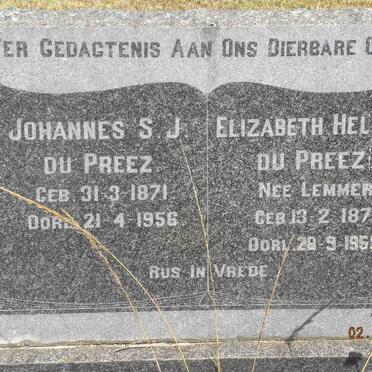 TER GEDAGTENIS AAN ONS DIERBARE
JOHANNES S. J.
DU PREEZ
GEB. 31-3-1871
OORL. 21-4-1956
ELIZABETH HEL
DU PREEZ
NEE LEMMER
GEB. 13-2-187
OORL. 28-9-195
RUS IN VREDE
02.